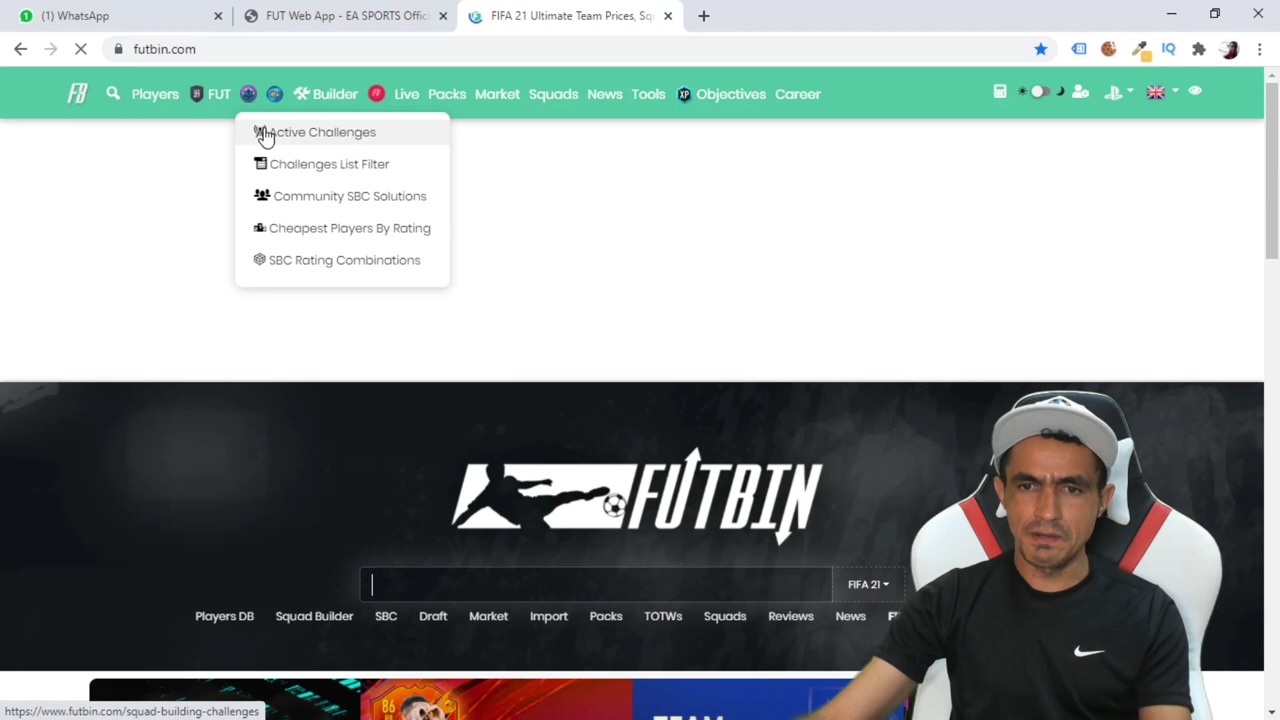 (1) WhatsApp
FUT Web App - EA SPORTS Offic
FIFA 21 Ultimate Team Prices, Squ
futbin.com
Players FUT Builder Live Packs Market Squads News Tools Objectives Career
Active Challenges
Challenges List Filter
Community SBC Solutions
Cheapest Players By Rating
SBC Rating Combinations
FUTBIN
FIFA 21
Players DB Squad Builder SBC Draft Market Import Packs TOTWs Squads Reviews News
86
https://www.futbin.com/squad-building-challenges